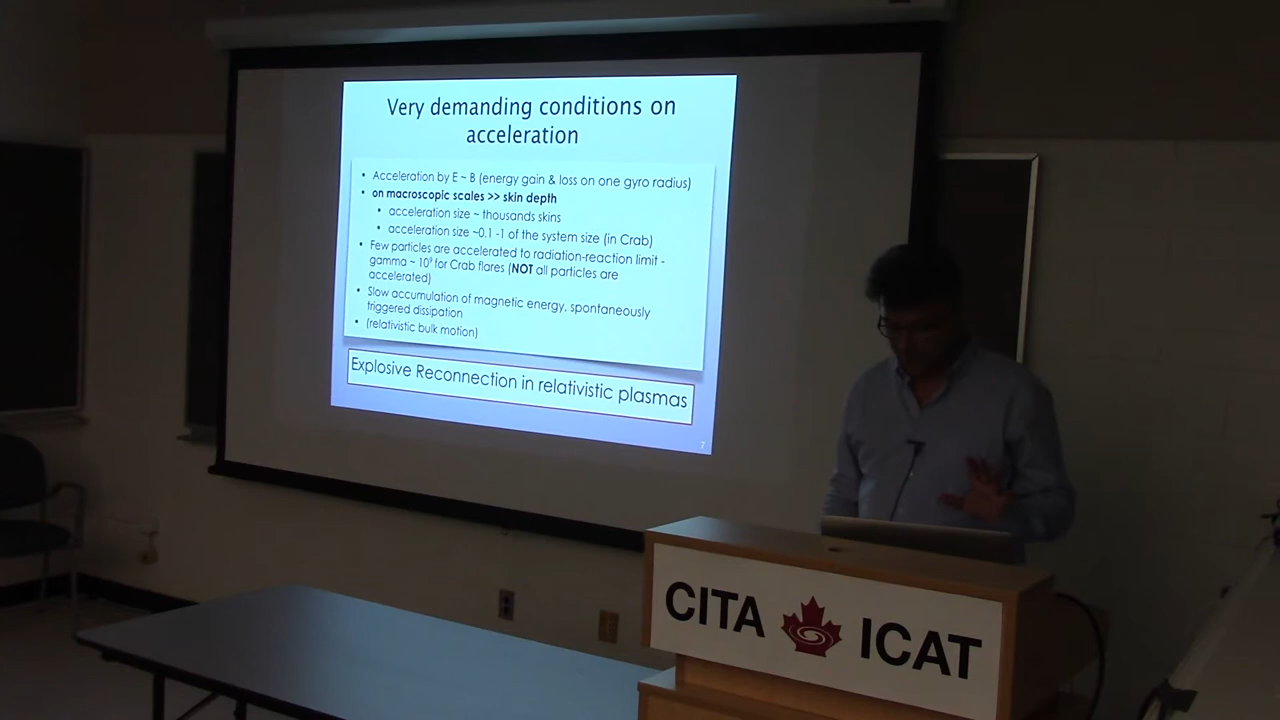 Very demanding conditions on
acceleration
• Acceleration by E ~ B (energy gain & loss on one gyro radius)
• on macroscopic scales >> skin depth
• acceleration size ~ thousands skins
• acceleration size ~0.1 -1 of the system size (in Crab)
• Few particles are accelerated to radiation-reaction limit -
gamma ~ 10⁹ for Crab flares (NOT all particles are
accelerated)
• Slow accumulation of magnetic energy, spontaneously
triggered dissipation
• (relativistic bulk motion)
Explosive Reconnection in relativistic plasmas
7
CITA ICAT